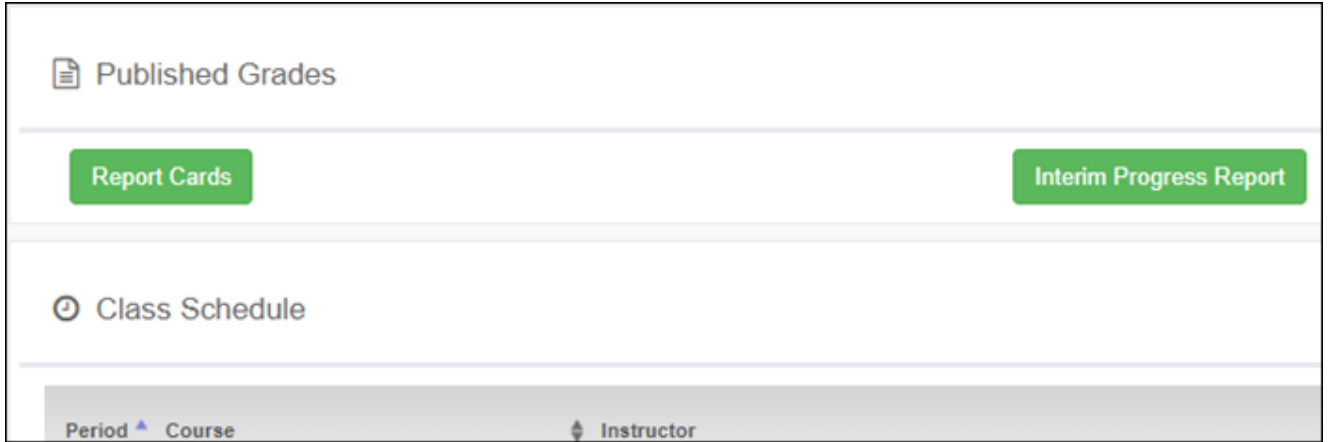 Published Grades
Report Cards Interim Progress Report
Class Schedule
Period Course Instructor